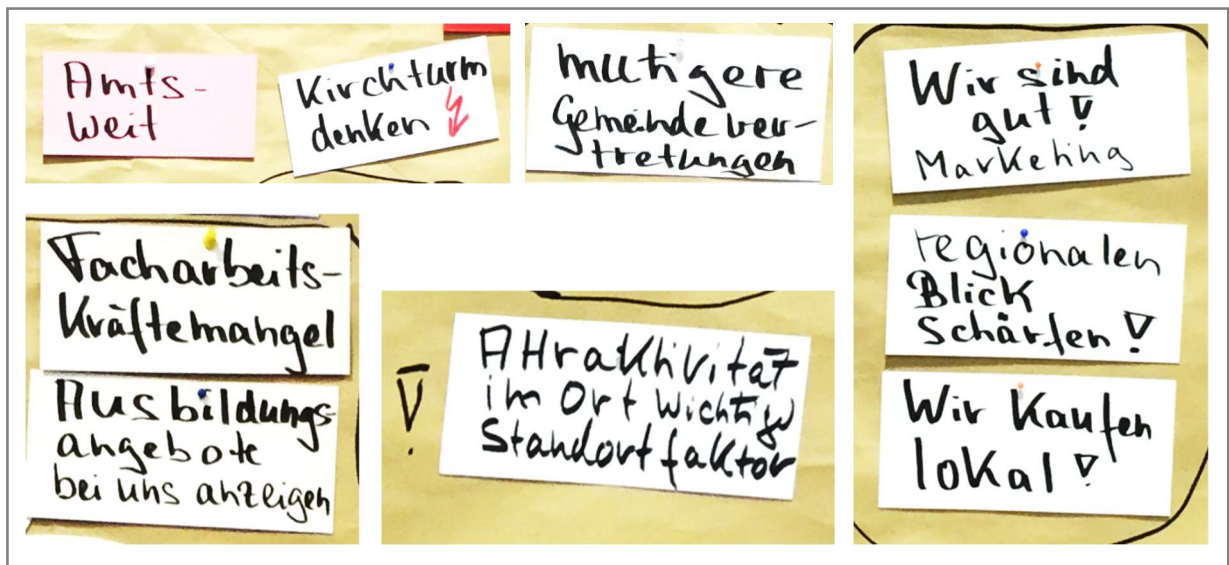 Amts-
weit
Kirchturm
denken
mutigere
Gemeindever-
tretungen
Wir sind
gut!
Marketing
Facharbeits-
kräftemangel
Ausbildungs-
angebote
bei uns anzeigen
!
Attraktivität
im Ort wichtig
Standortfaktor
regionalen
Blick
schärfen!
Wir kaufen
lokal!